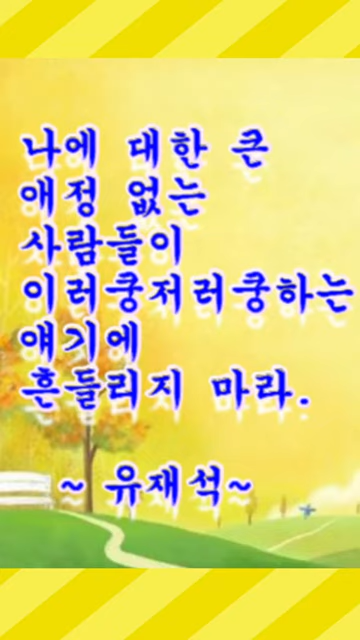 나에 대한 큰
애정 없는
사람들이
이러쿵저러쿵하는
얘기에
흔들리지 마라.
~ 유재석~